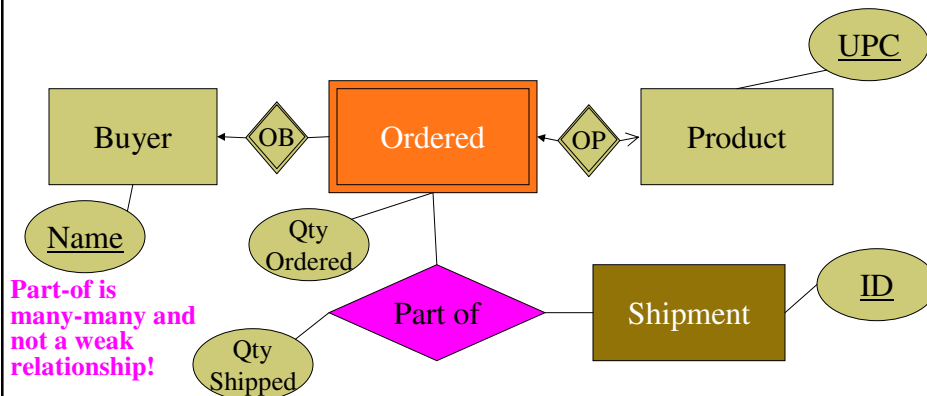 UPC
Buyer
OB
Ordered
OP
Product
Name
Qty
Ordered
Part-of is
many-many and
not a weak
relationship!
Part of
Shipment
ID
Qty
Shipped